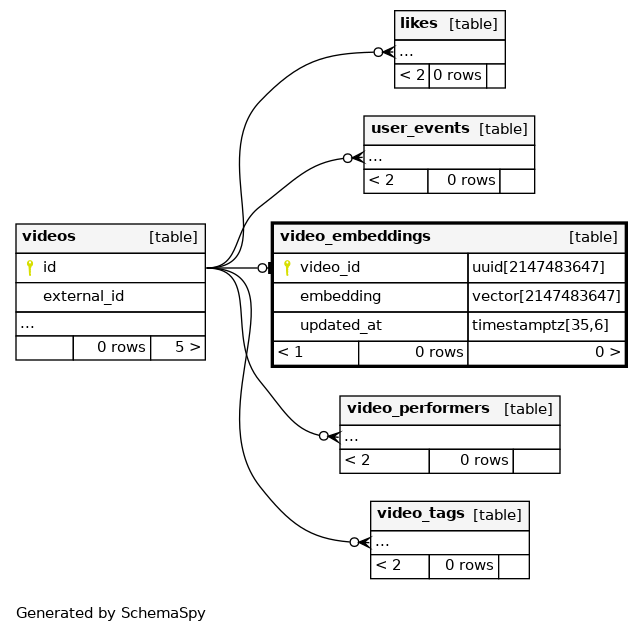 likes [table]
...
< 2 0 rows
user_events [table]
...
< 2 0 rows
videos [table]
id
external_id
...
0 rows 5 >
video_embeddings [table]
video_id uuid[2147483647]
embedding vector[2147483647]
updated_at timestamptz[35,6]
< 1 0 rows 0 >
video_performers [table]
...
< 2 0 rows
video_tags [table]
...
< 2 0 rows
Generated by SchemaSpy